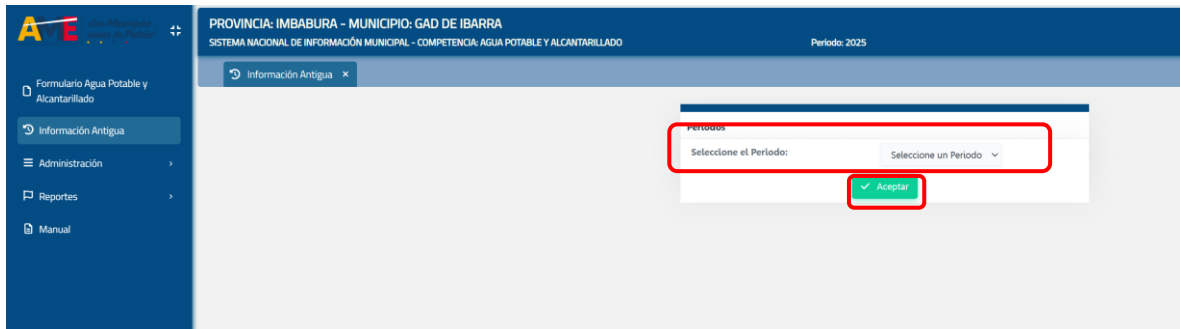 AME
PROVINCIA: IMBABURA - MUNICIPIO: GAD DE IBARRA
SISTEMA NACIONAL DE INFORMACIÓN MUNICIPAL - COMPETENCIA: AGUA POTABLE Y ALCANTARILLADO
Periodo: 2025
Formulario Agua Potable y
Alcantarillado
Información Antigua
Administración
Reportes
Manual
Información Antigua ×
Periodos
Seleccione el Periodo:
Seleccione un Periodo
Aceptar